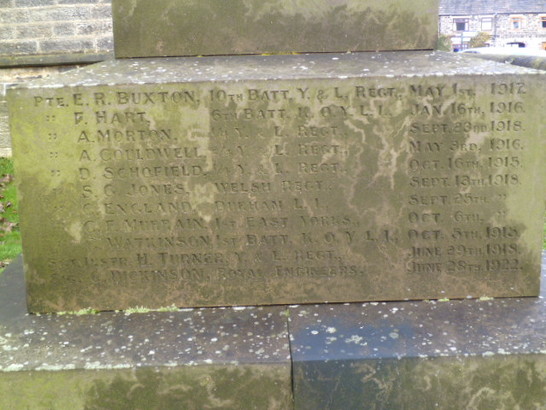 PTE. E. R. BUXTON, 10TH BATT. Y. & L. REGT., MAY 1ST, 1917.
" F. HART, 6TH BATT. K. O. Y. L. I., JAN. 16TH, 1916.
" A. MORTON, Y. & L. REGT., SEPT. 23RD 1918.
" A. COULDWELL, Y. & L. REGT., MAY 3RD, 1916.
" D. SCHOFIELD, Y. & L. REGT., OCT. 16TH, 1915.
" S. G. JONES, WELSH REGT., SEPT. 13TH, 1918.
" ENGLAND, DURHAM L. I. SEPT. "
" 1ST EAST YORKS., OCT. 6TH, "
" WATKINSON 1ST BATT. K. O. Y. L. I., OCT. 5TH,
H. TURNER, Y. & L. REGT., JUNE 29TH, 1918.
DICKINSON, ROYAL ENGINEERS. JUNE 28TH, 1922.